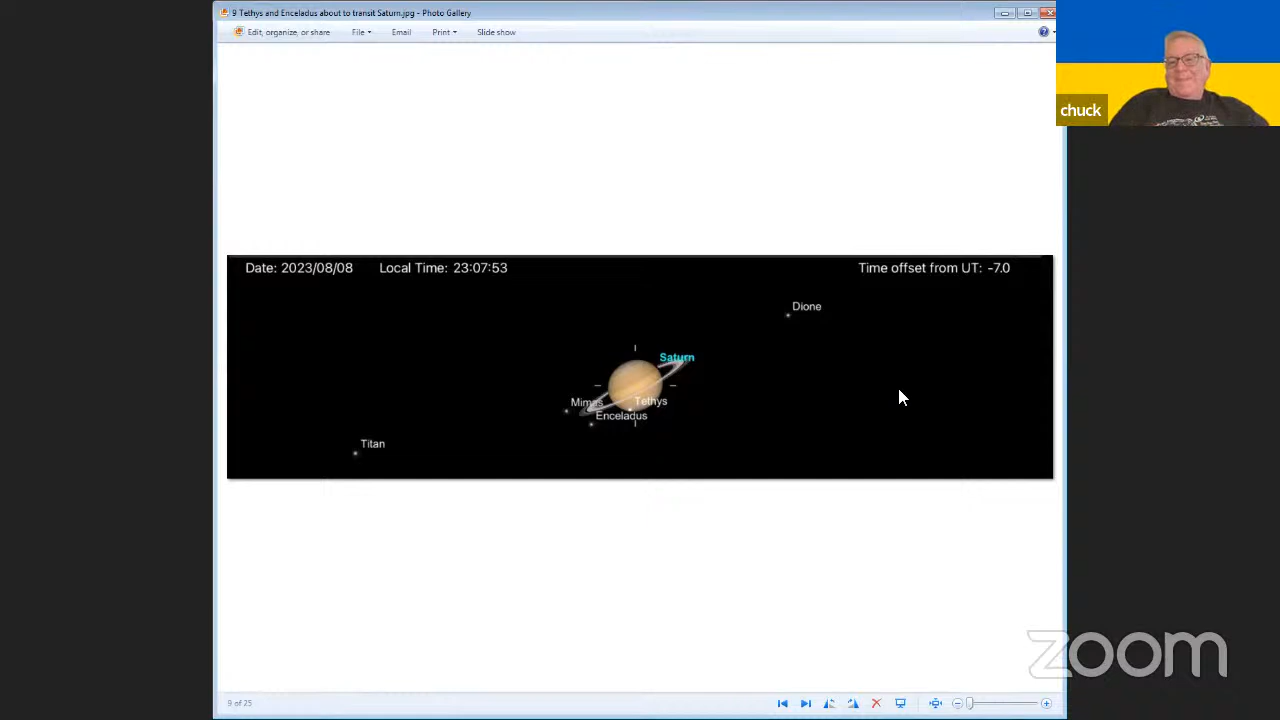 9 Tethys and Enceladus about to transit Saturn.jpg - Photo Gallery
Edit, organize, or share File Email Print Slide show
chuck
Date: 2023/08/08 Local Time: 23:07:53 Time offset from UT: -7.0
Dione
Saturn
Mimas Tethys
Enceladus
Titan
zoom
9 of 25